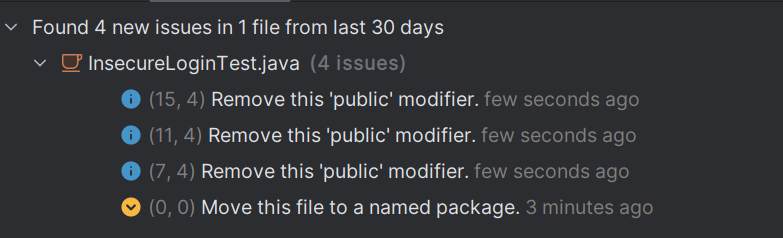 Found 4 new issues in 1 file from last 30 days
InsecureLoginTest.java (4 issues)
(15, 4) Remove this 'public' modifier. few seconds ago
(11, 4) Remove this 'public' modifier. few seconds ago
(7, 4) Remove this 'public' modifier. few seconds ago
(0, 0) Move this file to a named package. 3 minutes ago